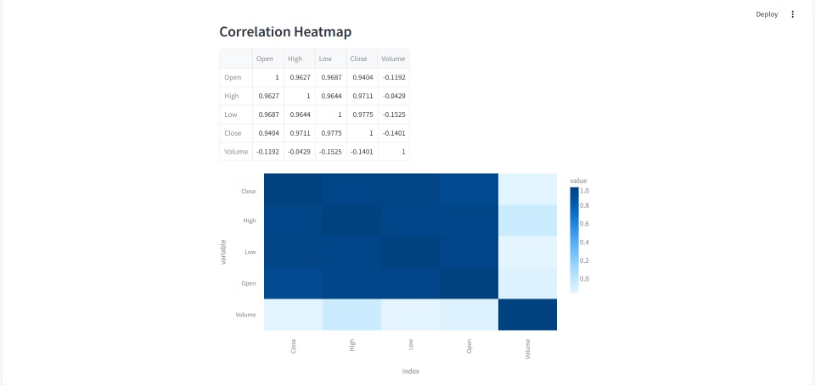 Deploy
Correlation Heatmap
Open High Low Close Volume
Open 1 0.9627 0.9687 0.9404 -0.1192
High 0.9627 1 0.9644 0.9711 -0.0429
Low 0.9687 0.9644 1 0.9775 -0.1525
Close 0.9404 0.9711 0.9775 1 -0.1401
Volume -0.1192 -0.0429 -0.1525 -0.1401 1
value
1.0
0.8
0.6
0.4
0.2
0.0
variable
Close
High
Low
Open
Volume
Close High Low Open Volume
index